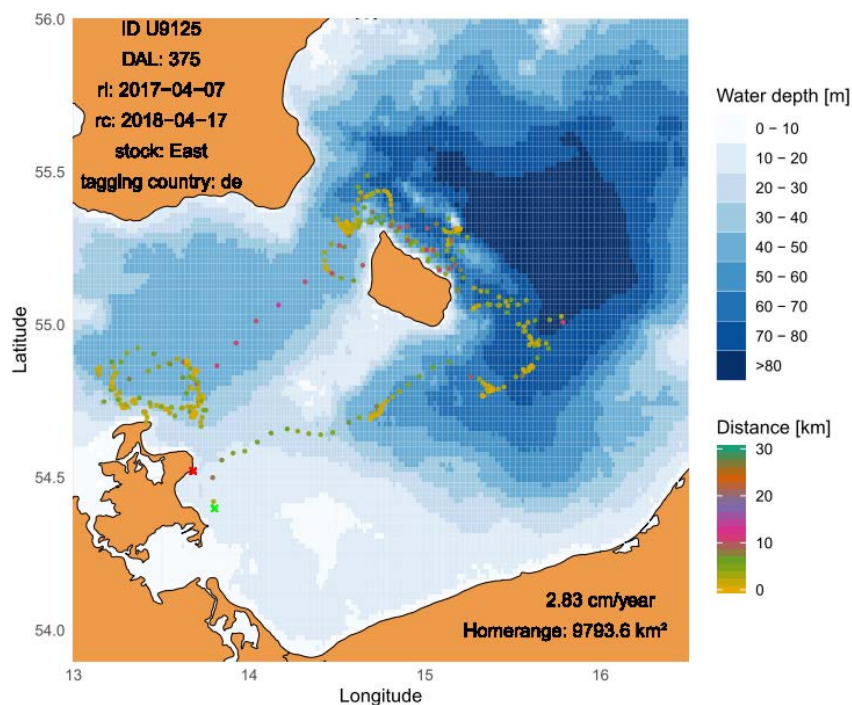 56.0
55.5
55.0
54.5
54.0
Latitude
13
14
15
16
Longitude
ID U9125
DAL: 375
rl: 2017−04−07
rc: 2018−04−17
stock: East
tagging country: de
2.83 cm/year
Homerange: 9793.6 km²
Water depth [m]
0 − 10
10 − 20
20 − 30
30 − 40
40 − 50
50 − 60
60 − 70
70 − 80
>80
Distance [km]
30
20
10
0